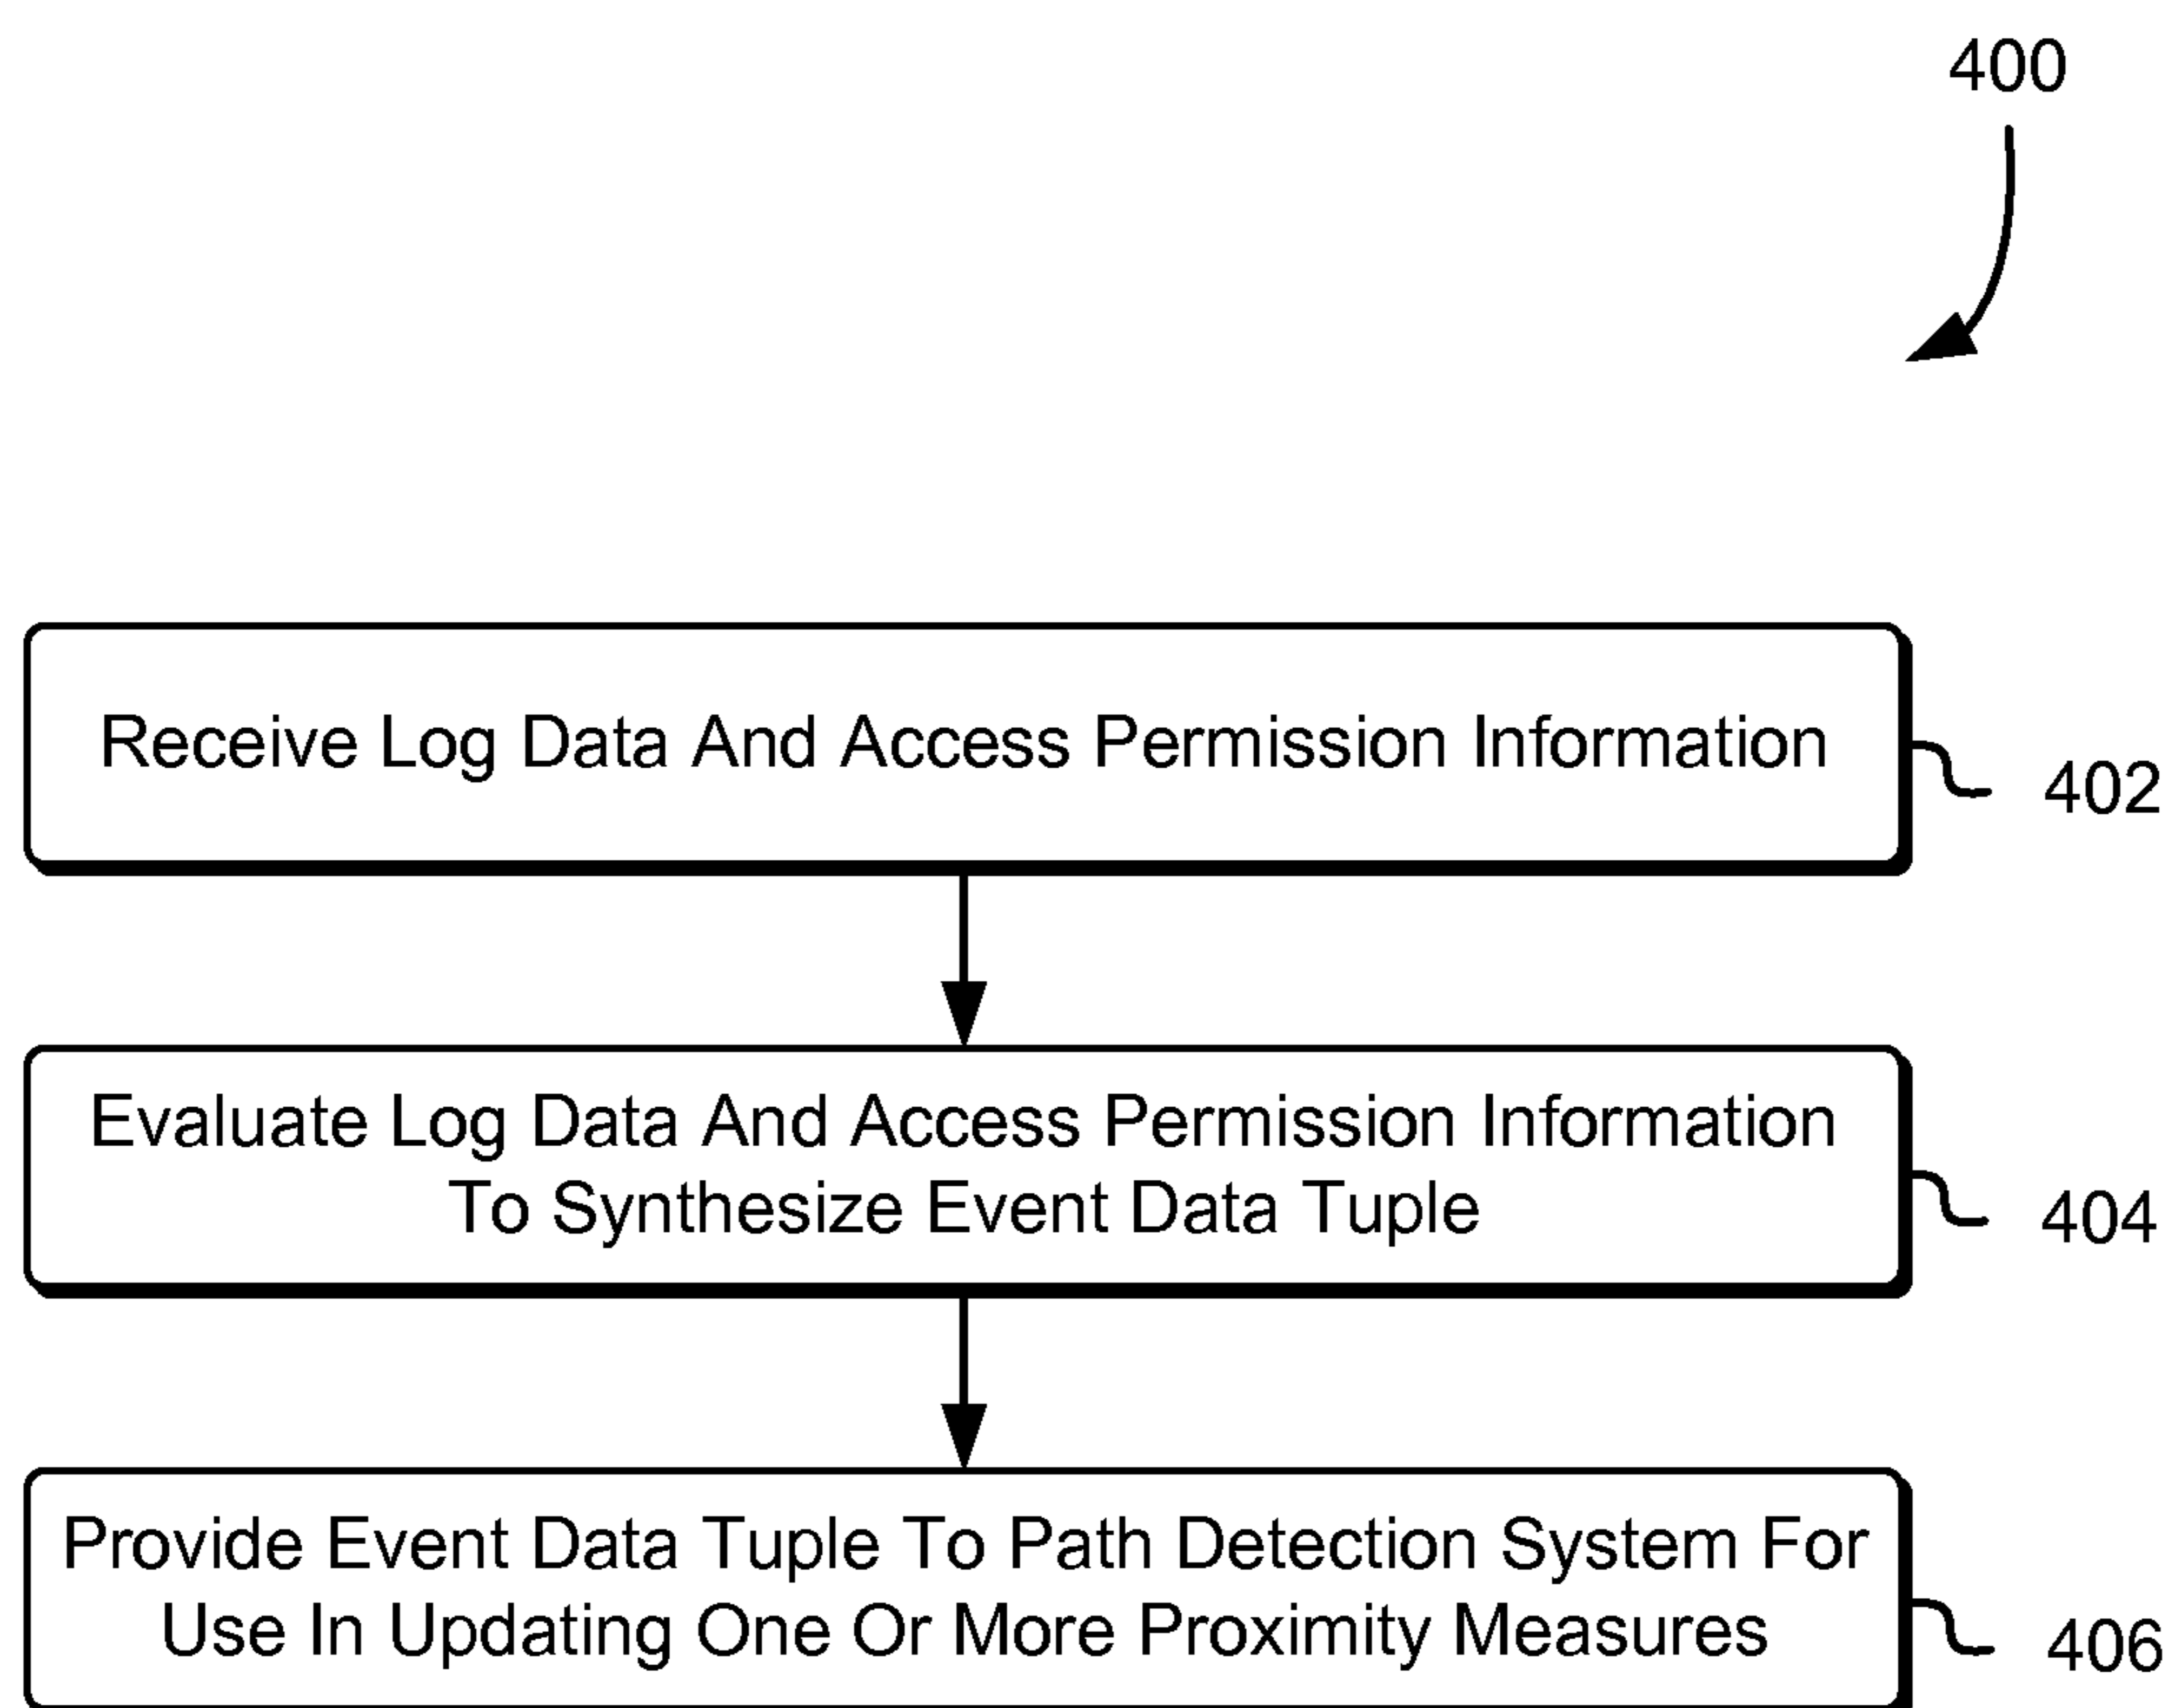 400
Receive Log Data And Access Permission Information
402
Evaluate Log Data And Access Permission Information
To Synthesize Event Data Tuple
404
Provide Event Data Tuple To Path Detection System For
Use In Updating One Or More Proximity Measures
406